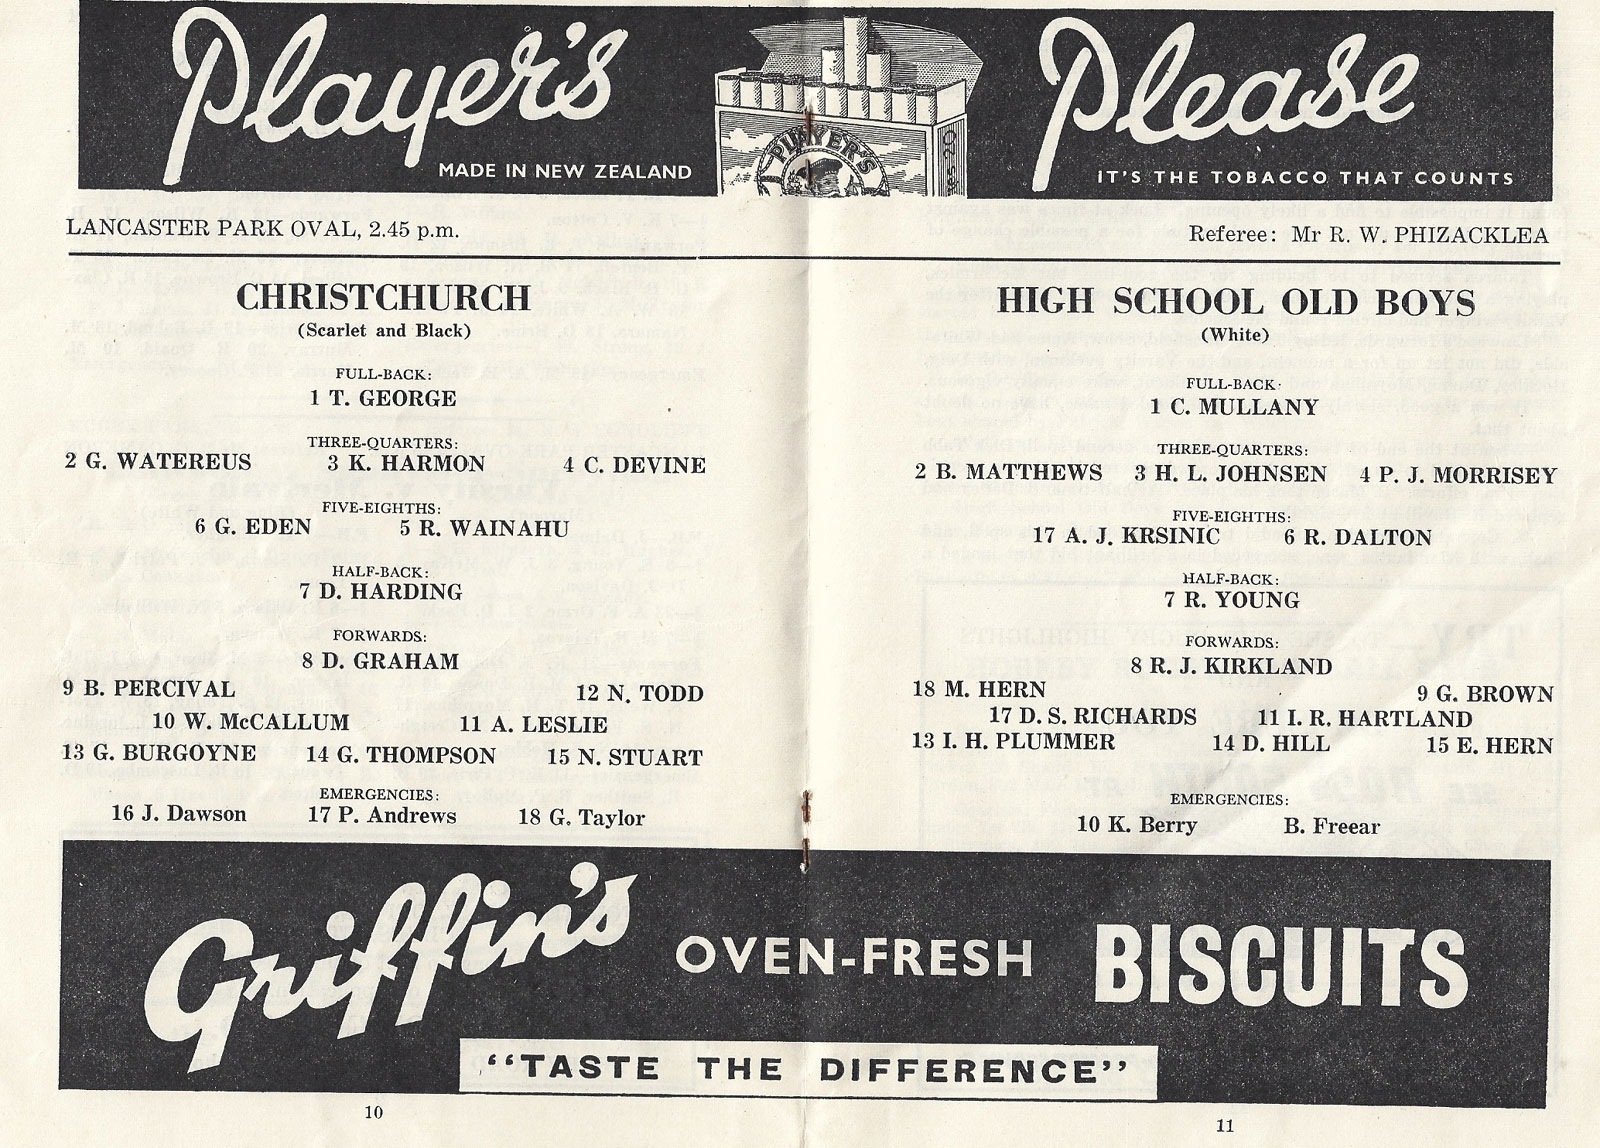 Player's Please
MADE IN NEW ZEALAND
PLAYER'S
IT'S THE TOBACCO THAT COUNTS
LANCASTER PARK OVAL, 2.45 p.m.
Referee: Mr R. W. PHIZACKLEA
CHRISTCHURCH
(Scarlet and Black)
FULL-BACK:
1 T. GEORGE
THREE-QUARTERS:
2 G. WATEREUS 3 K. HARMON 4 C. DEVINE
FIVE-EIGHTHS:
6 G. EDEN 5 R. WAINAHU
HALF-BACK:
7 D. HARDING
FORWARDS:
8 D. GRAHAM
9 B. PERCIVAL 12 N. TODD
10 W. McCALLUM 11 A. LESLIE
13 G. BURGOYNE 14 G. THOMPSON 15 N. STUART
EMERGENCIES:
16 J. Dawson 17 P. Andrews 18 G. Taylor
HIGH SCHOOL OLD BOYS
(White)
FULL-BACK:
1 C. MULLANY
THREE-QUARTERS:
2 B. MATTHEWS 3 H. L. JOHNSEN 4 P. J. MORRISEY
FIVE-EIGHTHS:
17 A. J. KRSINIC 6 R. DALTON
HALF-BACK:
7 R. YOUNG
FORWARDS:
8 R. J. KIRKLAND
18 M. HERN 9 G. BROWN
17 D. S. RICHARDS 11 I. R. HARTLAND
13 I. H. PLUMMER 14 D. HILL 15 E. HERN
EMERGENCIES:
10 K. Berry B. Freear
Griffin's OVEN-FRESH BISCUITS
"TASTE THE DIFFERENCE"
10
11